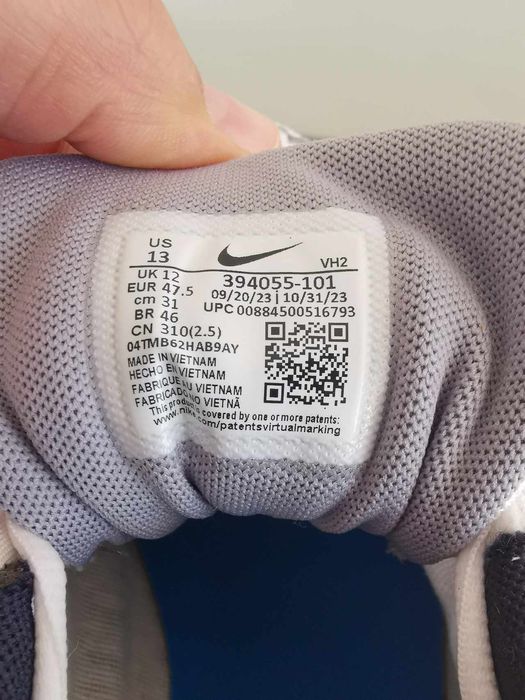 US
13
VH2
UK 12
EUR 47.5
cm 31
BR 46
CN 310(2.5)
394055-101
09/20/23 | 10/31/23
UPC 00884500516793
04TMB62HAB9AY
MADE IN VIETNAM
HECHO EN VIETNAM
FABRIQUE AU VIETNAM
FABRICADO NO VIETNÃ
This product is covered by one or more patents:
www.nike.com/patentsvirtualmarking